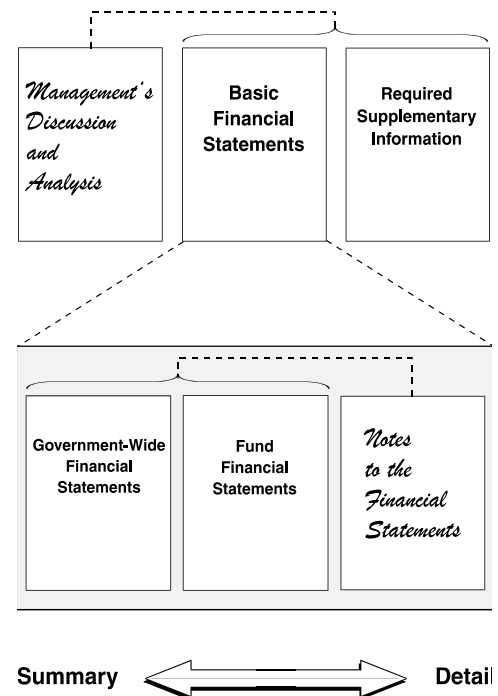 Management's
Discussion
and
Analysis
Basic
Financial
Statements
Required
Supplementary
Information
Government-Wide
Financial
Statements
Fund
Financial
Statements
Notes
to the
Financial
Statements
Summary
Detail